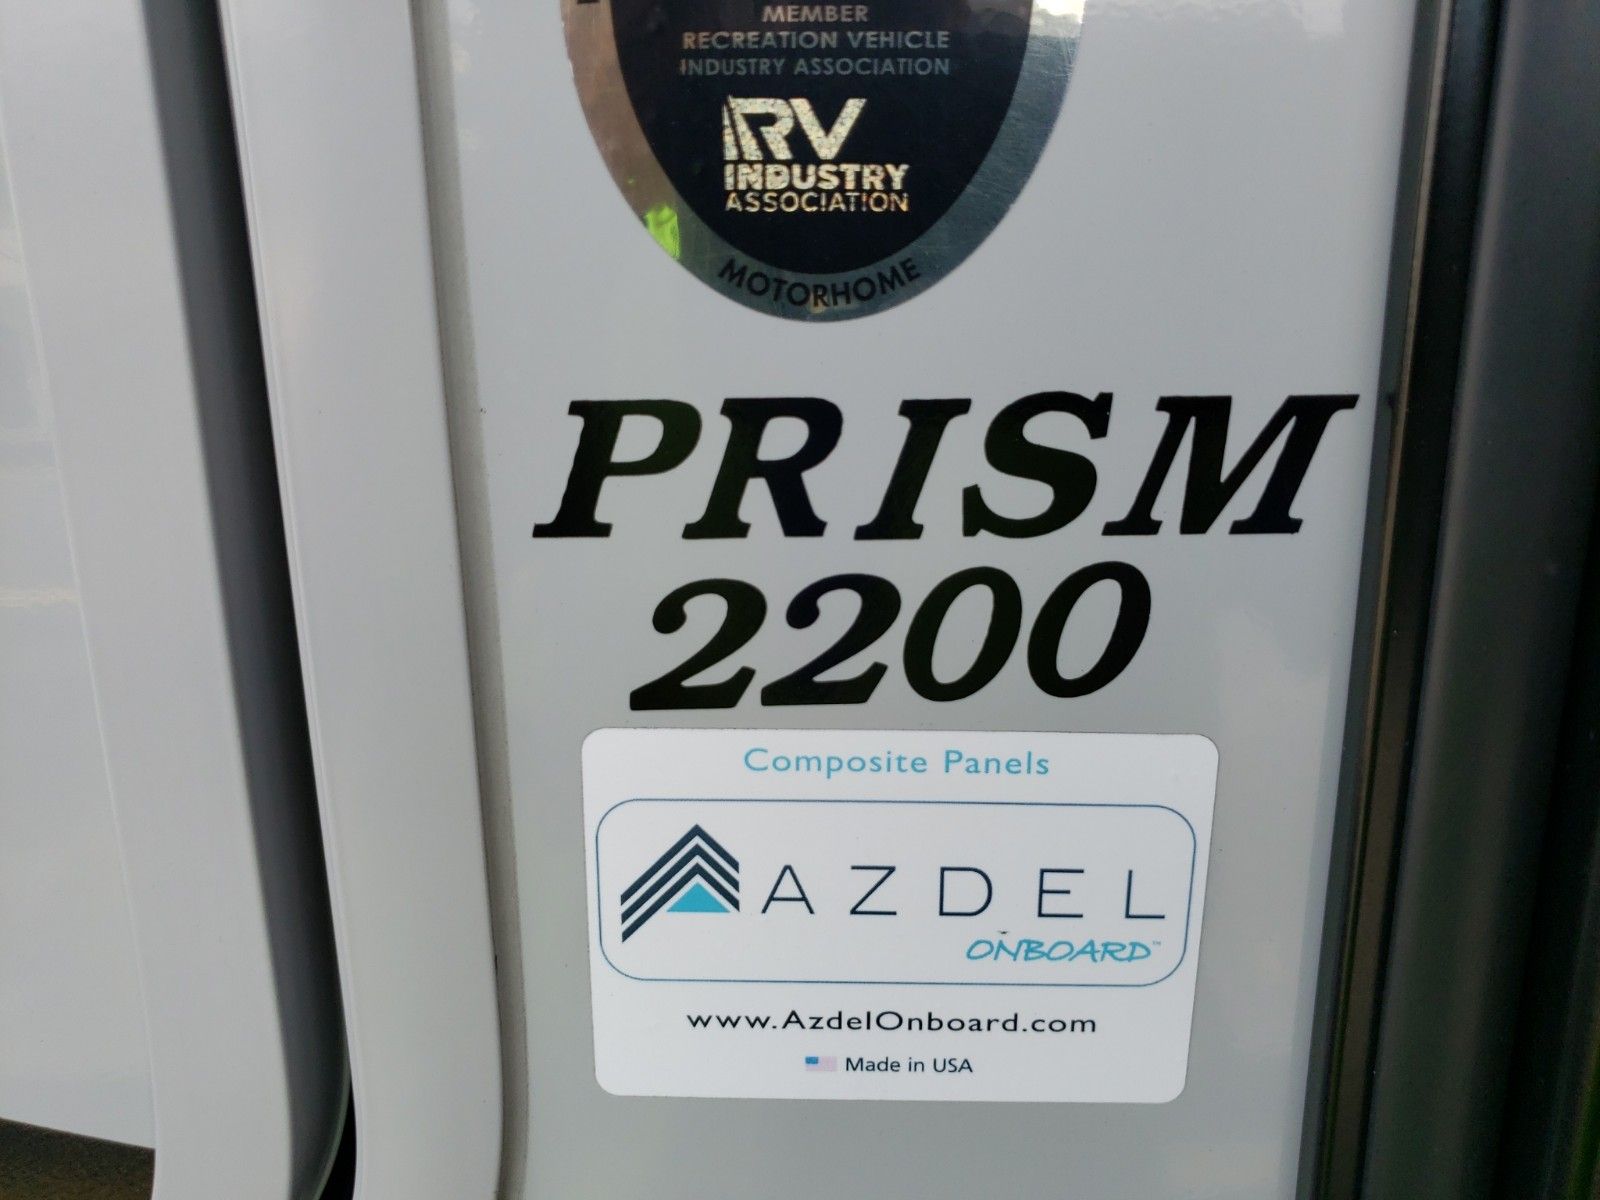 MEMBER
RECREATION VEHICLE
INDUSTRY ASSOCIATION
RV
INDUSTRY
ASSOCIATION
MOTORHOME
PRISM
2200
Composite Panels
AZDEL
ONBOARD™
www.AzdelOnboard.com
Made in USA